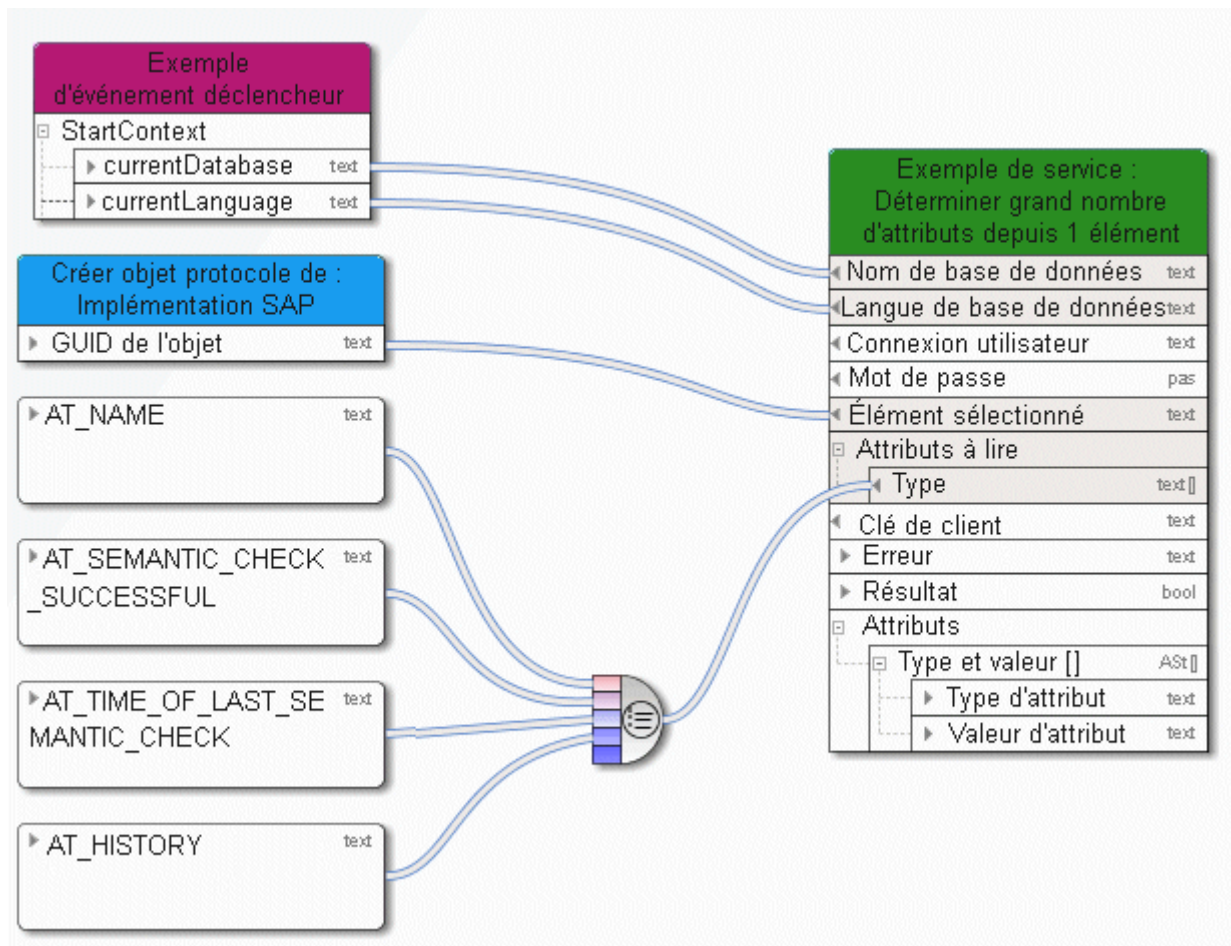 Exemple
d'événement déclencheur
StartContext
currentDatabase text
currentLanguage text
Créer objet protocole de :
Implémentation SAP
GUID de l'objet text
AT_NAME text
AT_SEMANTIC_CHECK text
_SUCCESSFUL
AT_TIME_OF_LAST_SE text
MANTIC_CHECK
AT_HISTORY text
Exemple de service :
Déterminer grand nombre
d'attributs depuis 1 élément
Nom de base de données text
Langue de base de données text
Connexion utilisateur text
Mot de passe pas
Élément sélectionné text
Attributs à lire
Type text[]
Clé de client text
Erreur text
Résultat bool
Attributs
Type et valeur [] ASt[]
Type d'attribut text
Valeur d'attribut text